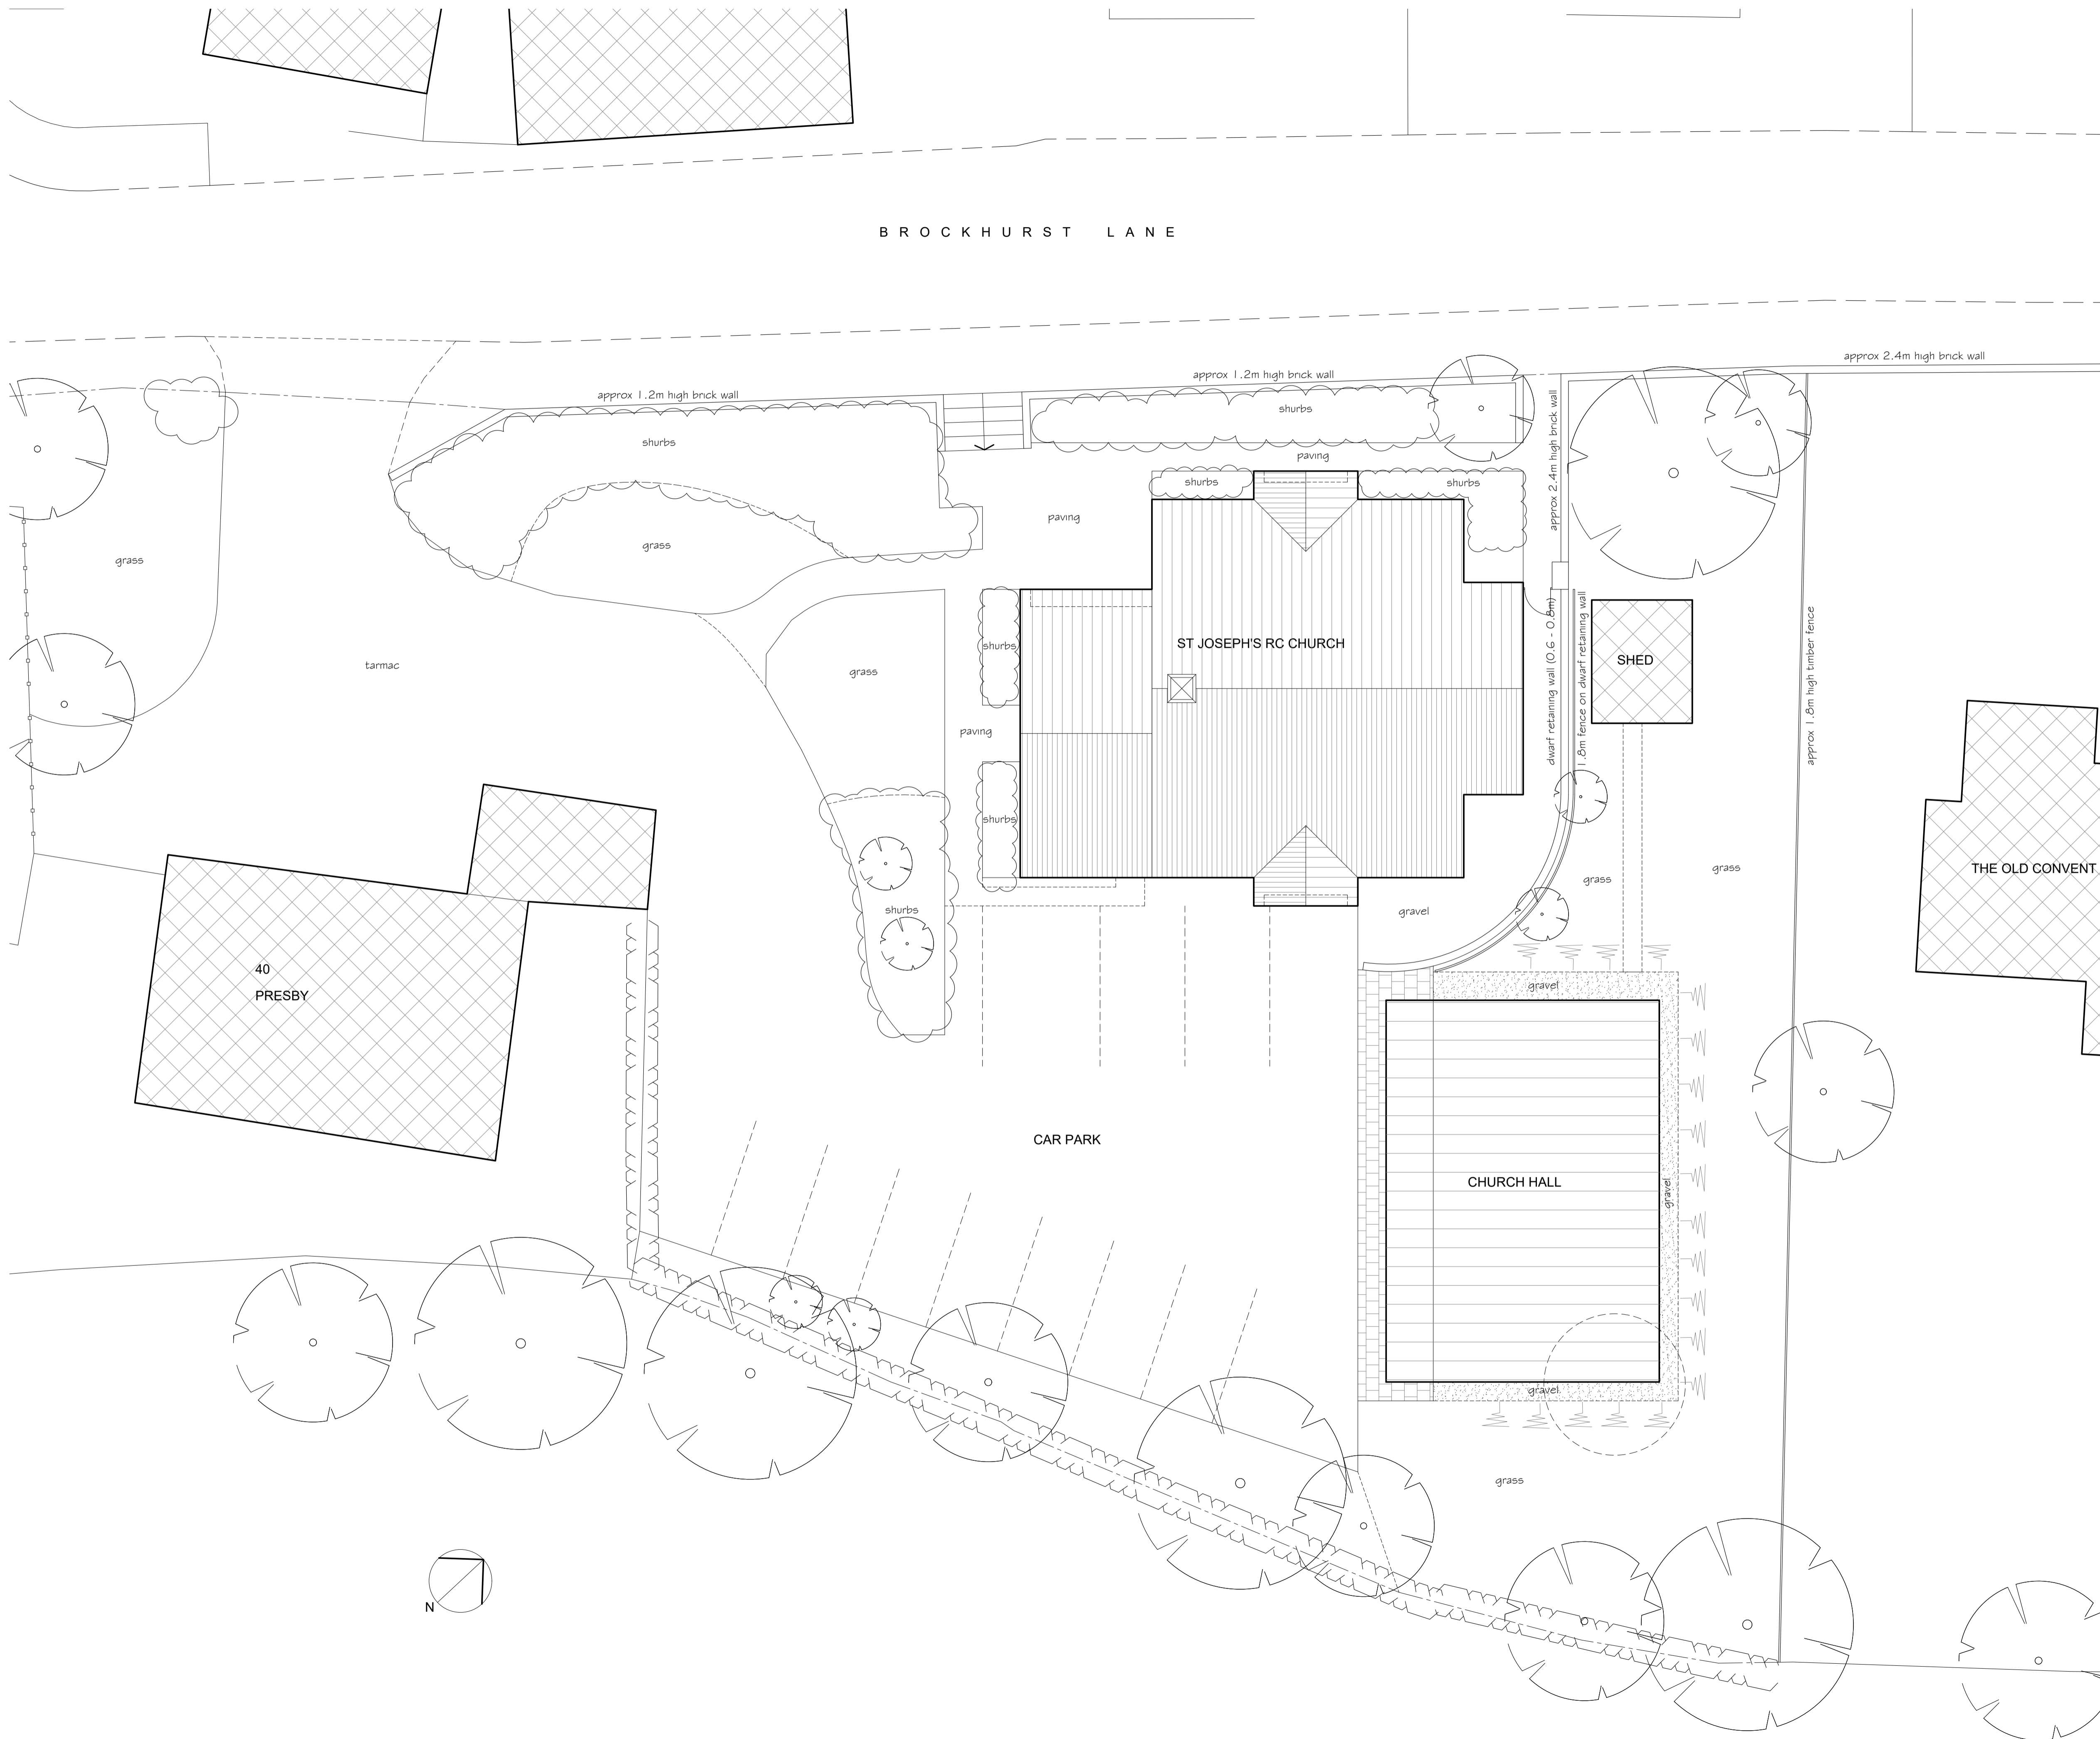 BROCKHURST LANE
approx 2.4m high brick wall
approx 1.2m high brick wall
approx 1.2m high brick wall
shurbs
shurbs
paving
shurbs
shurbs
approx 2.4m high brick wall
paving
grass
grass
ST JOSEPH'S RC CHURCH
shurbs
SHED
dwarf retaining wall (0.6 - 0.8m)
1.8m fence on dwarf retaining wall
approx 1.8m high timber fence
tarmac
grass
paving
shurbs
THE OLD CONVENT
grass
grass
shurbs
gravel
40
PRESBY
gravel
CAR PARK
CHURCH HALL
gravel
gravel
grass
N